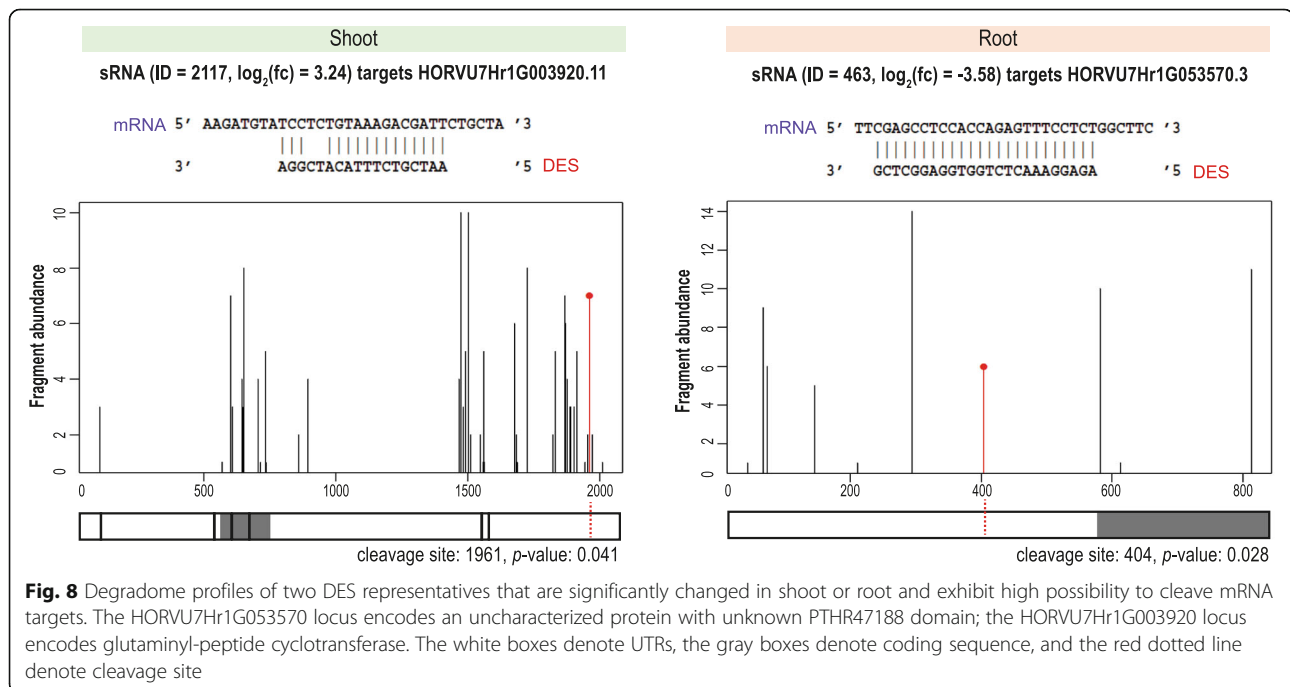 Shoot
sRNA (ID = 2117, log2(fc) = 3.24) targets HORVU7Hr1G003920.11
mRNA 5' AAGATGTATCCTCTGTAAAGACGATTCTGCTA '3
3' AGGCTACATTTCTGCTAA '5 DES
Fragment abundance
10
8
6
4
2
0
0 500 1000 1500 2000
cleavage site: 1961, p-value: 0.041
Root
sRNA (ID = 463, log2(fc) = -3.58) targets HORVU7Hr1G053570.3
mRNA 5' TTCGAGCCTCCACCAGAGTTTCCTCTGGCTTC '3
3' GCTCGGAGGTGGTCTCAAAGGAGA '5 DES
Fragment abundance
14
12
10
8
6
4
2
0
0 200 400 600 800
cleavage site: 404, p-value: 0.028
Fig. 8 Degradome profiles of two DES representatives that are significantly changed in shoot or root and exhibit high possibility to cleave mRNA
targets. The HORVU7Hr1G053570 locus encodes an uncharacterized protein with unknown PTHR47188 domain; the HORVU7Hr1G003920 locus
encodes glutaminyl-peptide cyclotransferase. The white boxes denote UTRs, the gray boxes denote coding sequence, and the red dotted line
denote cleavage site